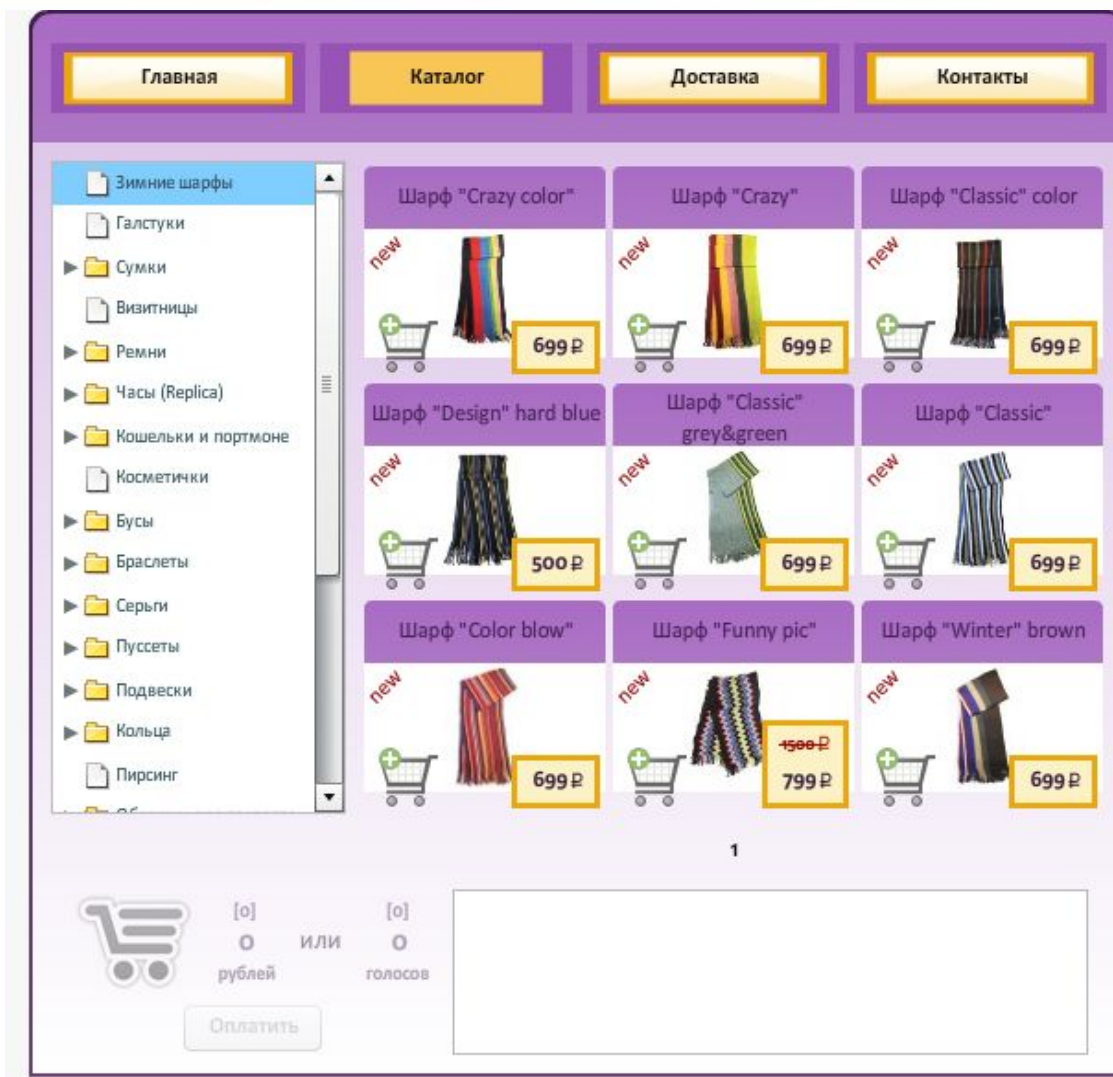 Главная
Каталог
Доставка
Контакты
Зимние шарфы
Галстуки
Сумки
Визитницы
Ремни
Часы (Replica)
Кошельки и портмоне
Косметички
Бусы
Браслеты
Серьги
Пуссеты
Подвески
Кольца
Пирсинг
Шарф "Crazy color"
new
699 ₽
Шарф "Crazy"
new
699 ₽
Шарф "Classic" color
new
699 ₽
Шарф "Design" hard blue
new
500 ₽
Шарф "Classic"
grey&green
new
699 ₽
Шарф "Classic"
new
699 ₽
Шарф "Color blow"
new
699 ₽
Шарф "Funny pic"
new
1500 ₽
799 ₽
Шарф "Winter" brown
new
699 ₽
1
[0] [0]
0 или 0
рублей голосов
Оплатить